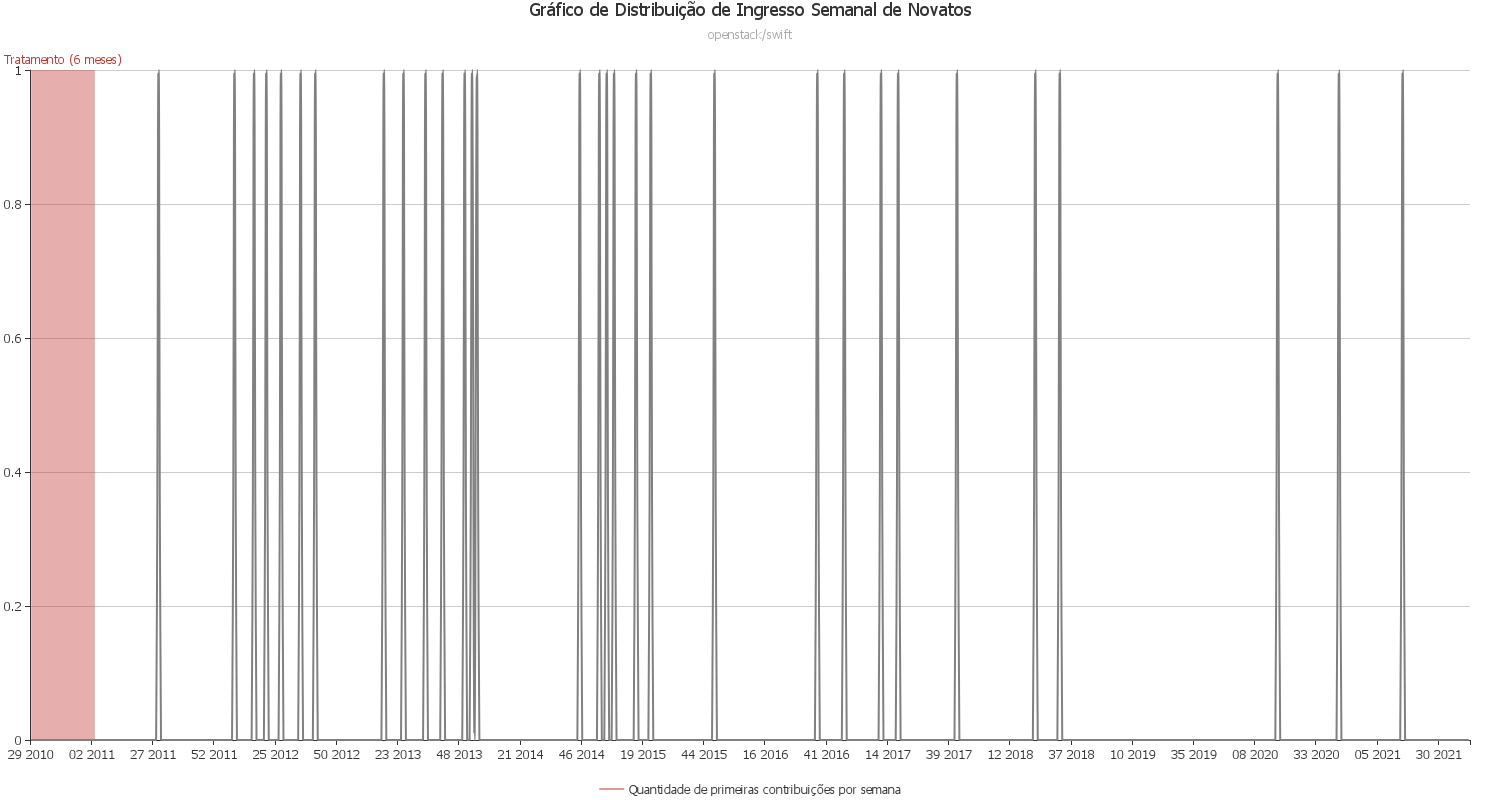 Gráfico de Distribuição de Ingresso Semanal de Novatos
openstack/swift
Tratamento (6 meses)
1
0.8
0.6
0.4
0.2
0
29 2010 02 2011 27 2011 52 2011 25 2012 50 2012 23 2013 48 2013 21 2014 46 2014 19 2015 44 2015 16 2016 41 2016 14 2017 39 2017 12 2018 37 2018 10 2019 35 2019 08 2020 33 2020 05 2021 30 2021
Quantidade de primeiras contribuições por semana